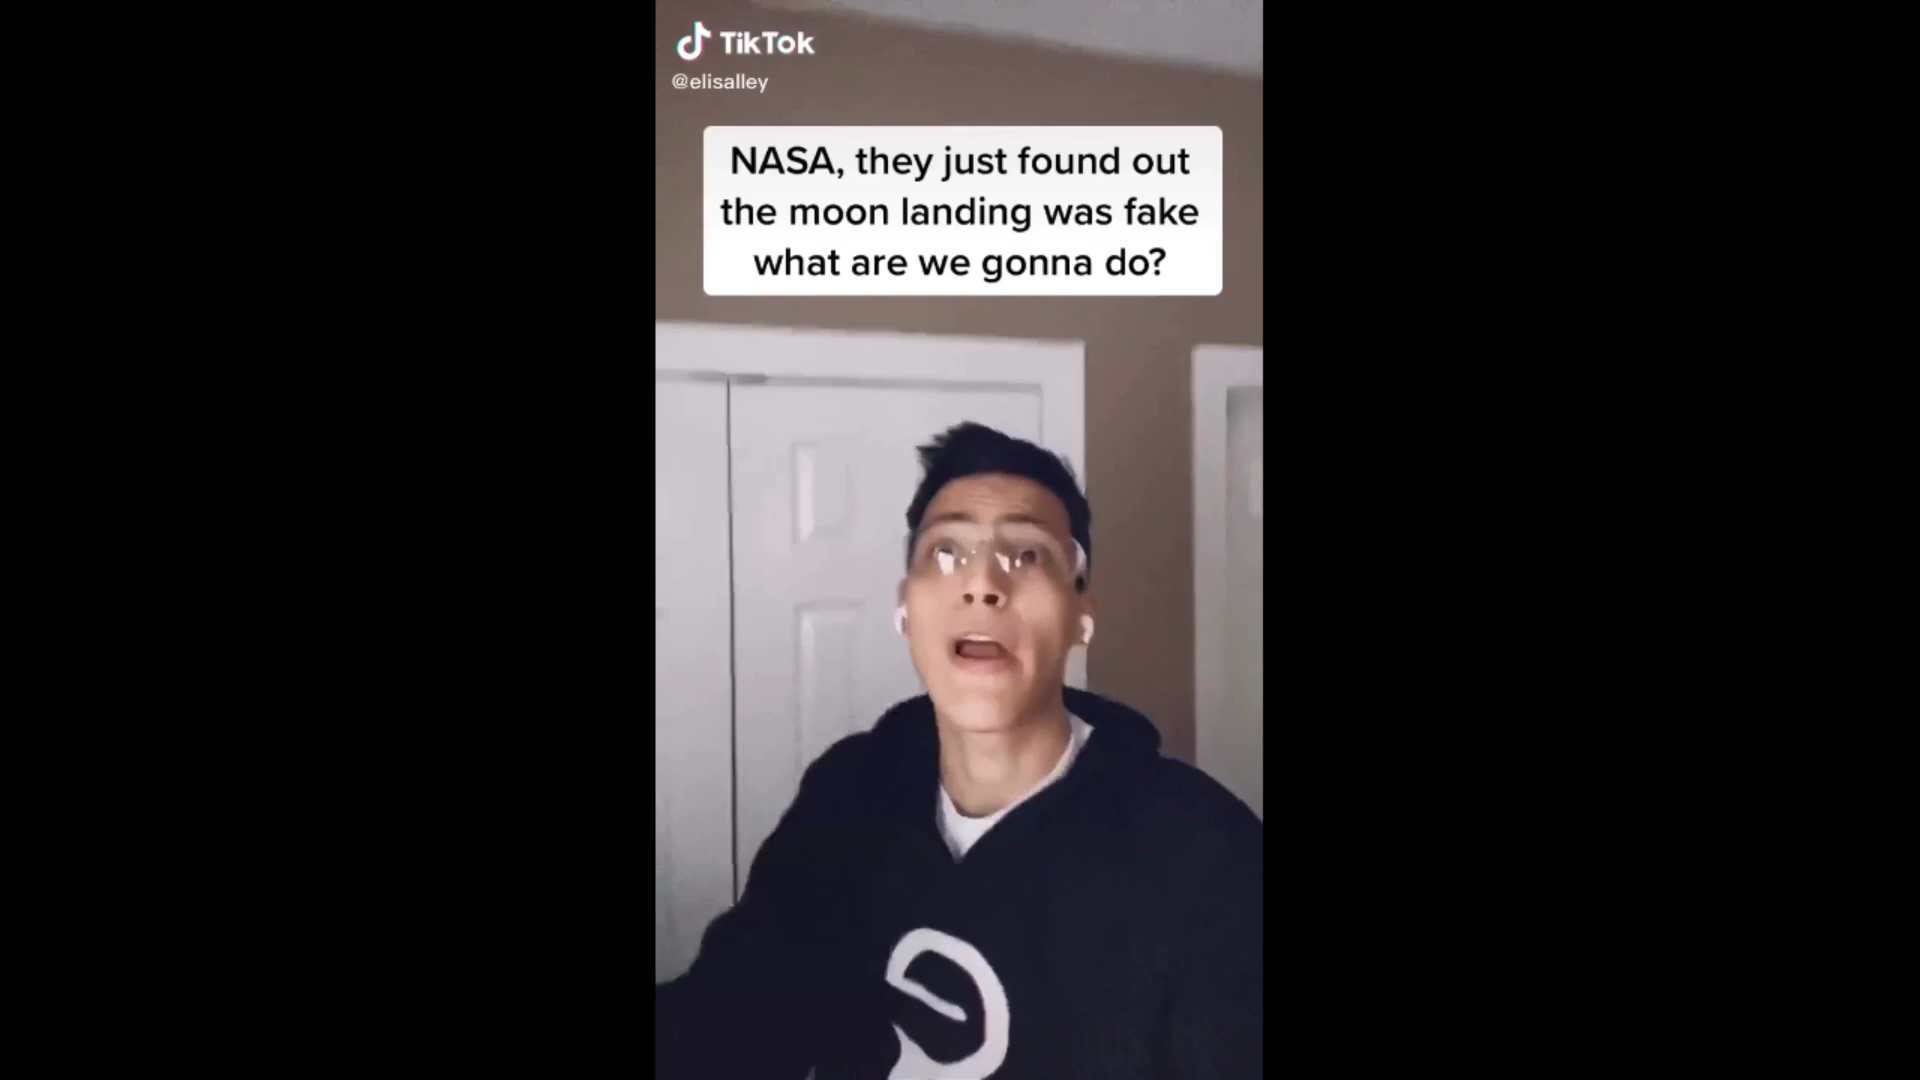 TikTok
@elisalley
NASA, they just found out
the moon landing was fake
what are we gonna do?